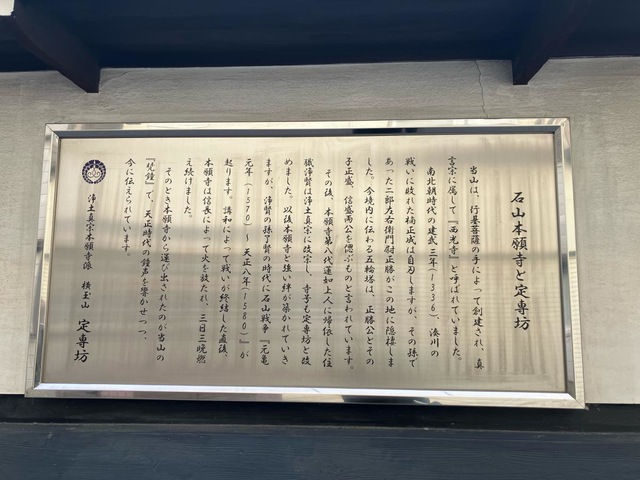 石山本願寺と定専坊
当山は、行基菩薩の手によって創建され、真
言宗に属して『西光寺』と呼ばれていました。
南北朝時代の建武三年(1336)、湊川の
戦いに敗れた楠正成は自刃しますが、その孫で
あった二郎左右衛門尉正勝がこの地に隠棲しま
した。今境内に伝わる五輪塔は、正勝公とその
子正盛、信盛両公を偲ぶものと言われています。
その後、本願寺第八代蓮如上人に帰依した住
職浄賢は浄土真宗に改宗し、寺号も定専坊と改
めました。以後本願寺と強い絆が築かれていき
ますが、浄賢の孫了賢の時代に石山戦争『元亀
元年(1570)~天正八年(1580)』が
起ります。講和によって戦いが終結した直後、
本願寺は信長によって火を放たれ、三日三晩燃
え続けました。
そのとき本願寺から運び出されたのが当山の
『梵鐘』で、天正時代の鐘声を響かせつつ、
今に伝えられています。
浄土真宗本願寺派 横玉山 定専坊